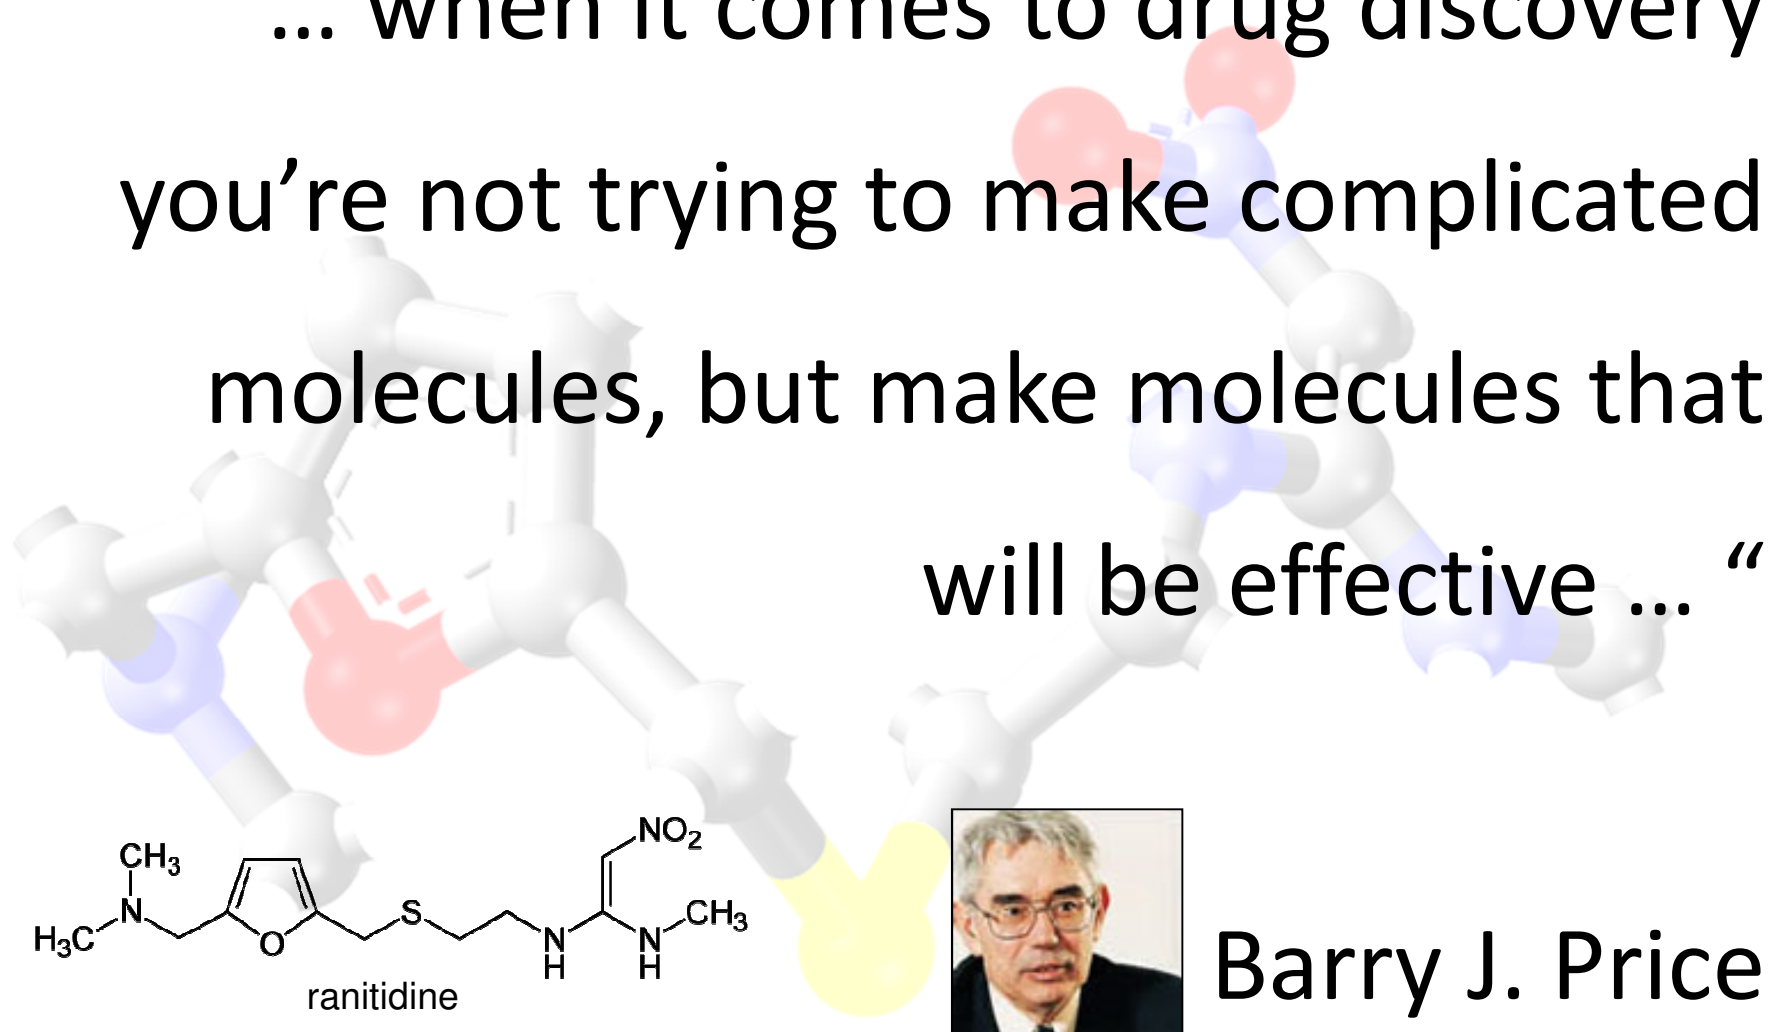 … when it comes to drug discovery
you’re not trying to make complicated
molecules, but make molecules that
will be effective … “
NO2
CH3
N
H3C
O
S
N
H
N
H
CH3
ranitidine
Barry J. Price